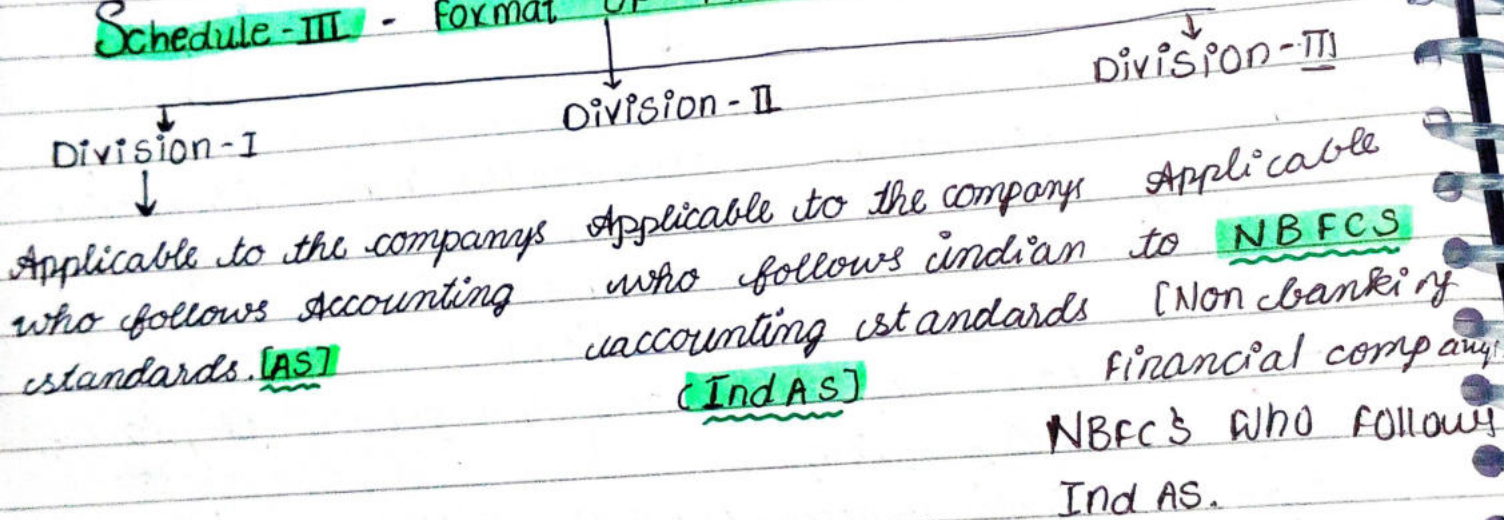 Schedule-III - Format OF
Division-I
Division-II
Division-III
Applicable to the companys
who follows Accounting
standards. [AS]
Applicable to the companys
who follows indian
accounting standards
(Ind AS]
Applicable
to NBFCS
[Non banking
Financial company
NBFC's who Follows
Ind AS.